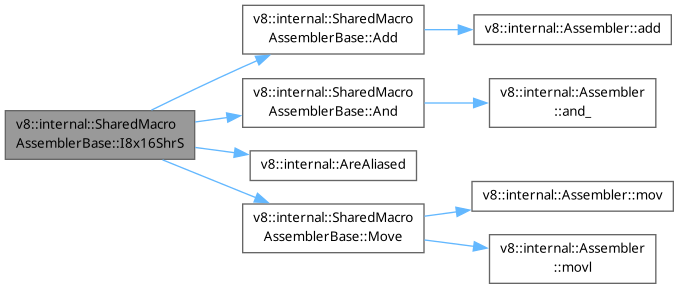 v8::internal::SharedMacro
AssemblerBase::I8x16ShrS
v8::internal::SharedMacro
AssemblerBase::Add
v8::internal::Assembler::add
v8::internal::SharedMacro
AssemblerBase::And
v8::internal::Assembler
::and_
v8::internal::AreAliased
v8::internal::SharedMacro
AssemblerBase::Move
v8::internal::Assembler::mov
v8::internal::Assembler
::movl